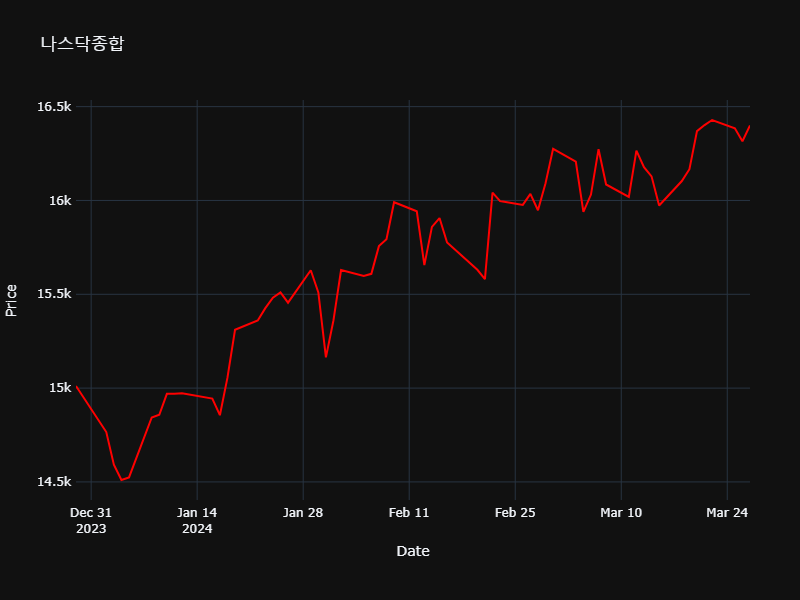 나스닥종합
16.5k
16k
15.5k
15k
14.5k
Price
Dec 31
2023
Jan 14
2024
Jan 28
Feb 11
Feb 25
Mar 10
Mar 24
Date